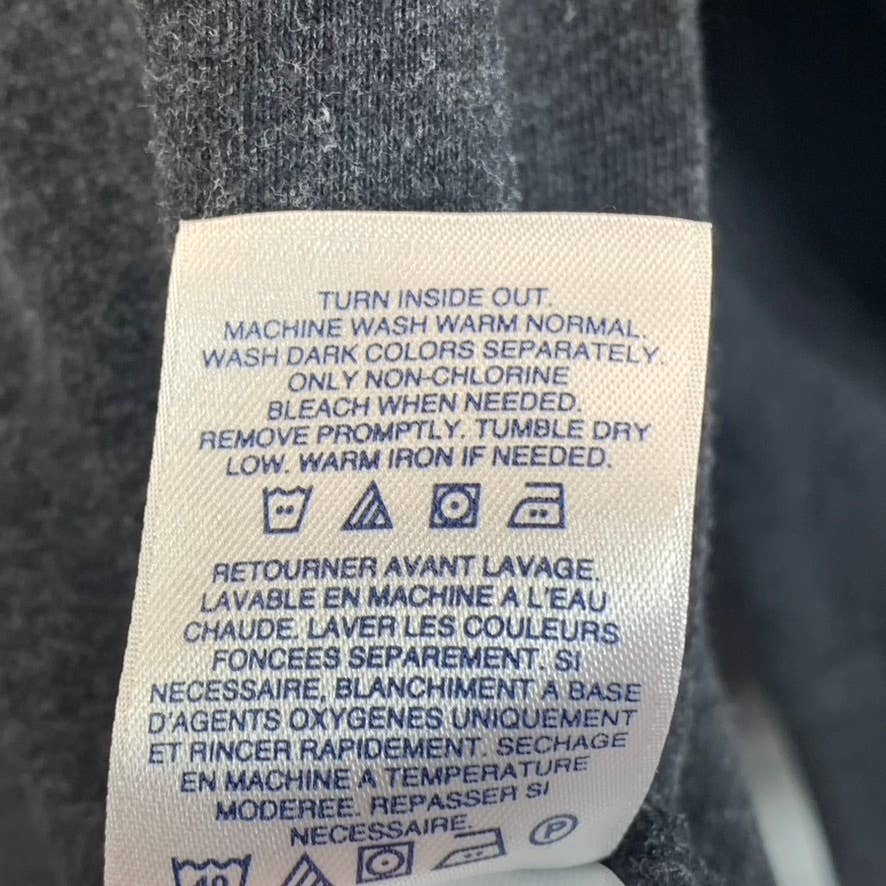 TURN INSIDE OUT.
MACHINE WASH WARM NORMAL.
WASH DARK COLORS SEPARATELY.
ONLY NON-CHLORINE
BLEACH WHEN NEEDED.
REMOVE PROMPTLY. TUMBLE DRY
LOW. WARM IRON IF NEEDED.
RETOURNER AVANT LAVAGE.
LAVABLE EN MACHINE A L'EAU
CHAUDE. LAVER LES COULEURS
FONCEES SEPAREMENT. SI
NECESSAIRE, BLANCHIMENT A BASE
D'AGENTS OXYGENES UNIQUEMENT
ET RINCER RAPIDEMENT. SECHAGE
EN MACHINE A TEMPERATURE
MODEREE. REPASSER SI
NECESSAIRE.
40 P